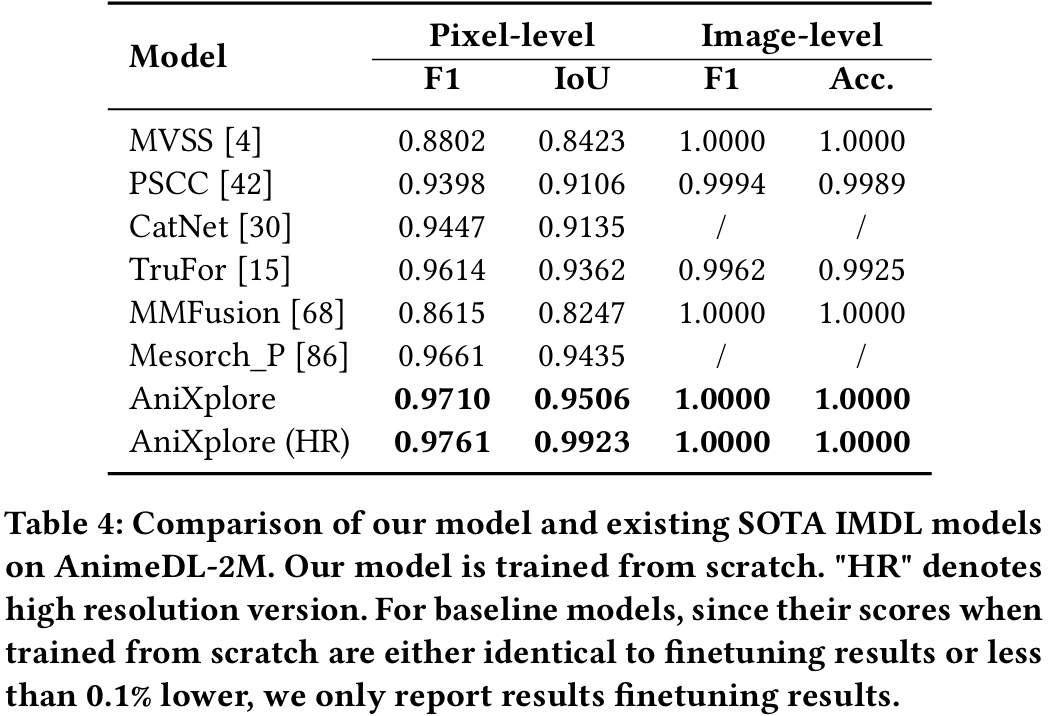 Model Pixel-level Image-level
F1 IoU F1 Acc.
MVSS [4] 0.8802 0.8423 1.0000 1.0000
PSCC [42] 0.9398 0.9106 0.9994 0.9989
CatNet [30] 0.9447 0.9135 / /
TruFor [15] 0.9614 0.9362 0.9962 0.9925
MMFusion [68] 0.8615 0.8247 1.0000 1.0000
Mesorch_P [86] 0.9661 0.9435 / /
AniXplore 0.9710 0.9506 1.0000 1.0000
AniXplore (HR) 0.9761 0.9923 1.0000 1.0000
Table 4: Comparison of our model and existing SOTA IMDL models
on AnimeDL-2M. Our model is trained from scratch. "HR" denotes
high resolution version. For baseline models, since their scores when
trained from scratch are either identical to finetuning results or less
than 0.1% lower, we only report results finetuning results.